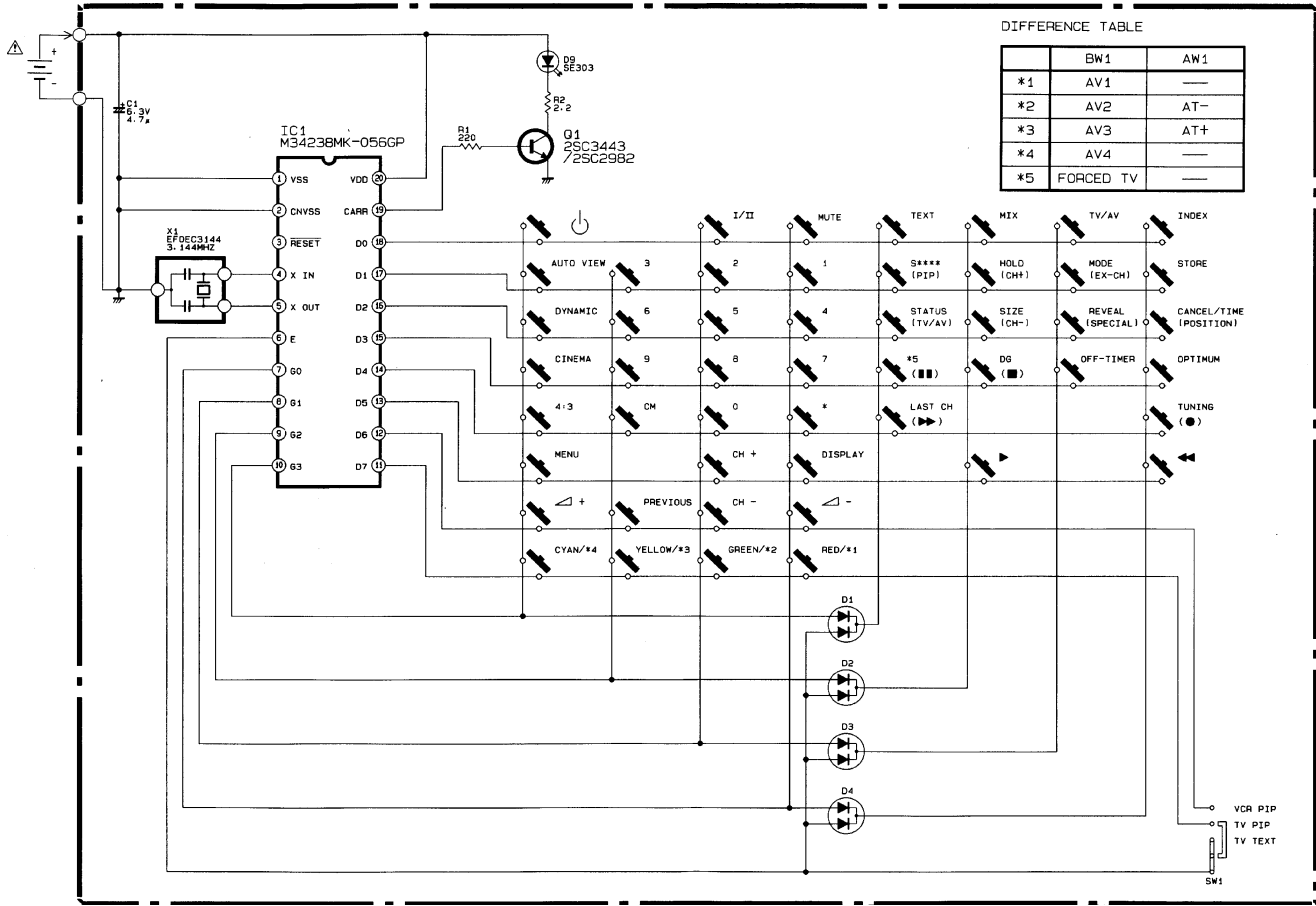 DIFFERENCE TABLE
BW1 AW1
*1 AV1 —
*2 AV2 AT-
*3 AV3 AT+
*4 AV4 —
*5 FORCED TV —
+
-
C1
6.3V
4.7µ
D9
SE303
R2
2.2
R1
220
Q1
2SC3443
/2SC2982
IC1
M34238MK-056GP
1 VSS VDD 20
2 CNVSS CARR 19
3 RESET D0 18
4 X IN D1 17
5 X OUT D2 16
6 E D3 15
7 G0 D4 14
8 G1 D5 13
9 G2 D6 12
10 G3 D7 11
X1
EFOEC3144
3.144MHZ
I/II MUTE TEXT MIX TV/AV INDEX
AUTO VIEW 3 2 1 S**** (PIP) HOLD (CH+) MODE (EX-CH) STORE
DYNAMIC 6 5 4 STATUS (TV/AV) SIZE (CH-) REVEAL (SPECIAL) CANCEL/TIME (POSITION)
CINEMA 9 8 7 *5 (▮▮) DG (■) OFF-TIMER OPTIMUM
4:3 CM 0 * LAST CH (▶▶) TUNING (●)
MENU CH + DISPLAY ▶ ◀◀
+ PREVIOUS CH - -
CYAN/*4 YELLOW/*3 GREEN/*2 RED/*1
D1
D2
D3
D4
VCR PIP
TV PIP
TV TEXT
SW1